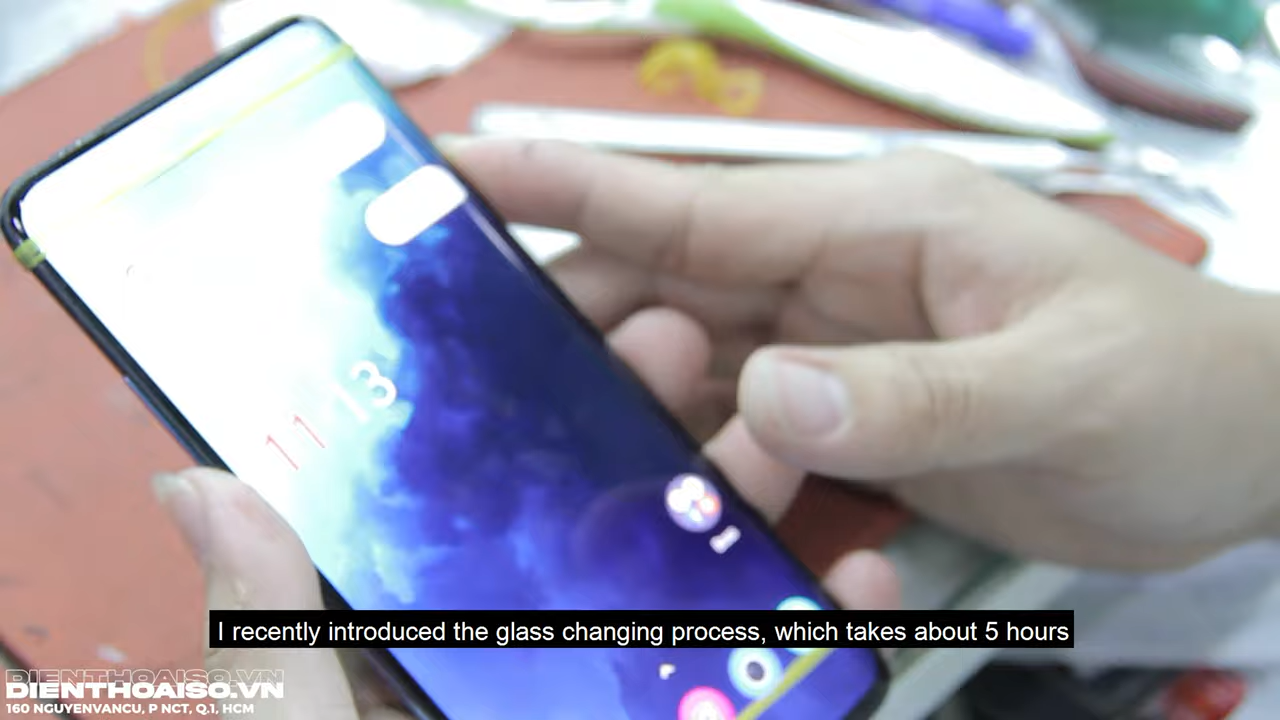 11 13
I recently introduced the glass changing process, which takes about 5 hours
DIENTHOAISO.VN
DIENTHOAISO.VN
160 NGUYENVANCU, P NCT, Q.1, HCM